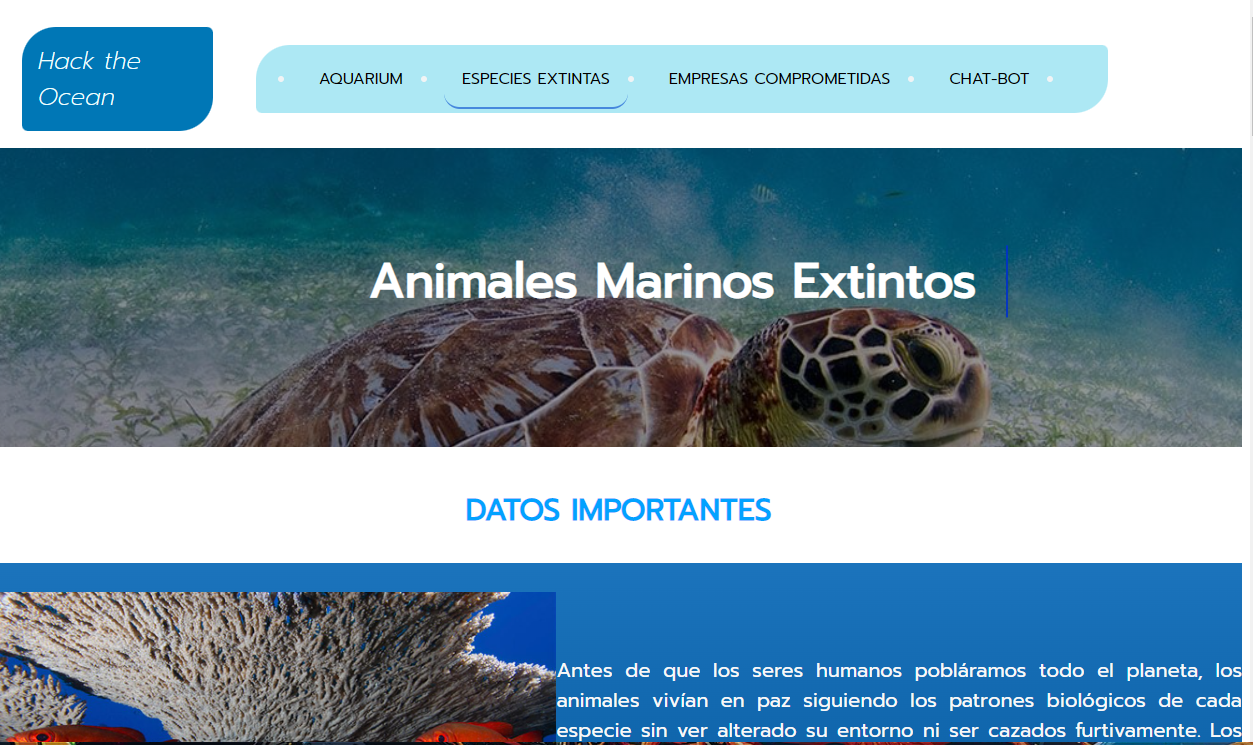 Hack the
Ocean
AQUARIUM
ESPECIES EXTINTAS
EMPRESAS COMPROMETIDAS
CHAT-BOT
Animales Marinos Extintos
DATOS IMPORTANTES
Antes de que los seres humanos pobláramos todo el planeta, los
animales vivían en paz siguiendo los patrones biológicos de cada
especie sin ver alterado su entorno ni ser cazados furtivamente. Los